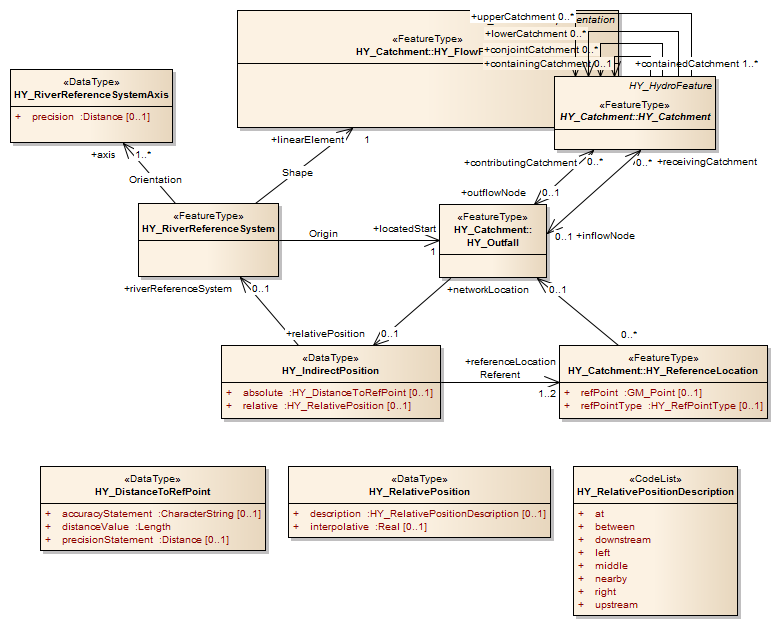 +upperCatchment 0..*
+lowerCatchment 0..*
+conjointCatchment 0..*
+containingCatchment 0..1
+containedCatchment 1..*
«FeatureType»
HY_Catchment::HY_FlowP
HY_HydroFeature
«FeatureType»
HY_Catchment::HY_Catchment
«DataType»
HY_RiverReferenceSystemAxis
+ precision :Distance [0..1]
+axis 1..*
Orientation
+linearElement 1
Shape
+contributingCatchment 0..*
0..* +receivingCatchment
+outflowNode 0..1
0..1 +inflowNode
«FeatureType»
HY_RiverReferenceSystem
Origin
+locatedStart
1
«FeatureType»
HY_Catchment::
HY_Outfall
+riverReferenceSystem 0..1
+networkLocation 0..1
+relativePosition 0..1
0..*
«DataType»
HY_IndirectPosition
+ absolute :HY_DistanceToRefPoint [0..1]
+ relative :HY_RelativePosition [0..1]
+referenceLocation
Referent
1..2
«FeatureType»
HY_Catchment::HY_ReferenceLocation
+ refPoint :GM_Point [0..1]
+ refPointType :HY_RefPointType [0..1]
«DataType»
HY_DistanceToRefPoint
+ accuracyStatement :CharacterString [0..1]
+ distanceValue :Length
+ precisionStatement :Distance [0..1]
«DataType»
HY_RelativePosition
+ description :HY_RelativePositionDescription [0..1]
+ interpolative :Real [0..1]
«CodeList»
HY_RelativePositionDescription
+ at
+ between
+ downstream
+ left
+ middle
+ nearby
+ right
+ upstream